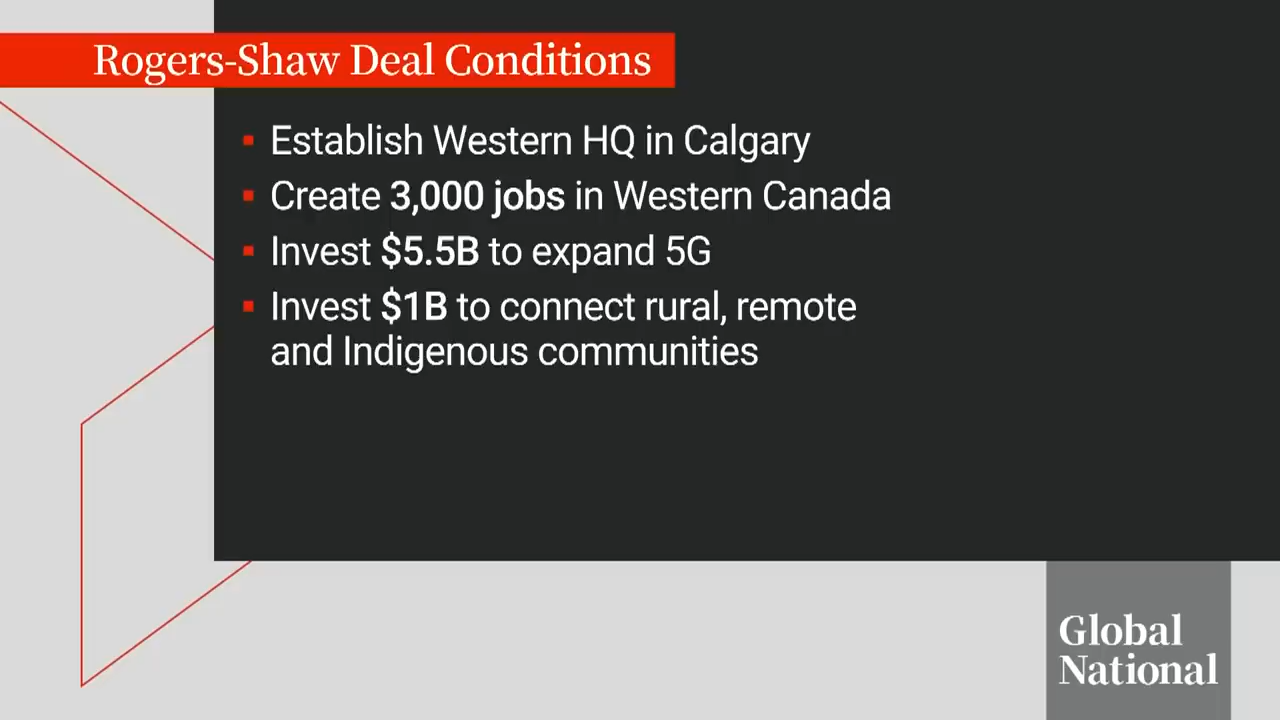 Rogers-Shaw Deal Conditions
Establish Western HQ in Calgary
Create 3,000 jobs in Western Canada
Invest $5.5B to expand 5G
Invest $1B to connect rural, remote
and Indigenous communities
Global
National